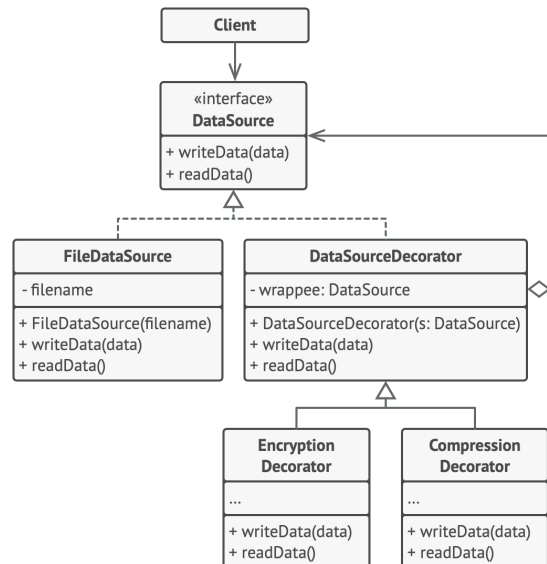 Client
«interface»
DataSource
+ writeData(data)
+ readData()
FileDataSource
- filename
+ FileDataSource(filename)
+ writeData(data)
+ readData()
DataSourceDecorator
- wrappee: DataSource
+ DataSourceDecorator(s: DataSource)
+ writeData(data)
+ readData()
Encryption
Decorator
...
+ writeData(data)
+ readData()
Compression
Decorator
...
+ writeData(data)
+ readData()